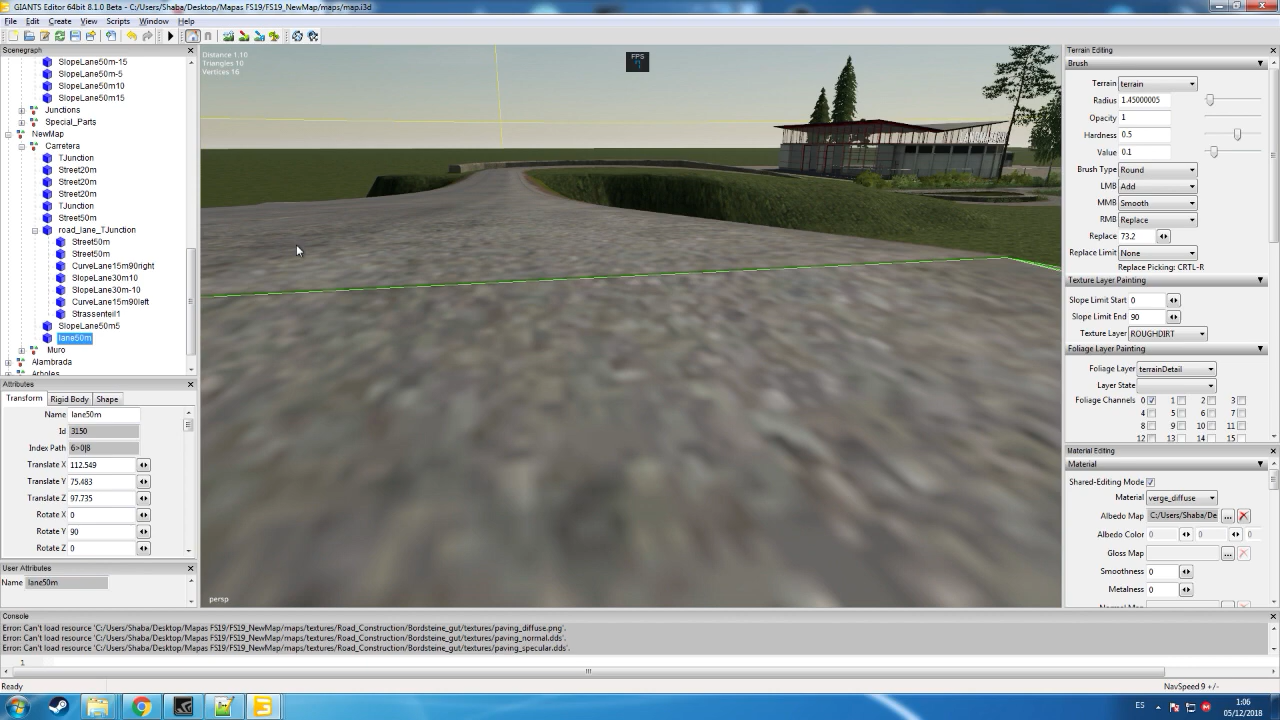 GIANTS Editor 64bit 8.1.0 Beta - C:/Users/Shaba/Desktop/Mapas FS19/FS19_NewMap/maps/map.i3d
File Edit Create View Scripts Window Help
Scenegraph
SlopeLane50m-15
SlopeLane50m-5
SlopeLane50m10
SlopeLane50m15
Junctions
Special_Parts
NewMap
Carretera
TJunction
Street20m
Street20m
Street20m
TJunction
Street50m
road_lane_TJunction
Street50m
Street50m
CurveLane15m90right
SlopeLane30m10
SlopeLane30m-10
CurveLane15m90left
Strassenteil1
SlopeLane50m5
lane50m
Muro
Alambrada
Arboles
Attributes
Transform Rigid Body Shape
Name lane50m
Id 3150
Index Path 6>0|8
Translate X 112.549
Translate Y 75.483
Translate Z 97.735
Rotate X 0
Rotate Y 90
Rotate Z 0
User Attributes
Name lane50m
Distance 1.10
Triangles 10
Vertices 16
FPS
persp
Terrain Editing
Brush
Terrain terrain
Radius 1.45000005
Opacity 1
Hardness 0.5
Value 0.1
Brush Type Round
LMB Add
MMB Smooth
RMB Replace
Replace 73.2
Replace Limit None
Replace Picking: CRTL-R
Texture Layer Painting
Slope Limit Start 0
Slope Limit End 90
Texture Layer ROUGHDIRT
Foliage Layer Painting
Foliage Layer terrainDetail
Layer State
Foliage Channels 0 1 2 3
4 5 6 7
8 9 10 11
12 13 14 15
Material Editing
Material
Shared-Editing Mode
Material verge_diffuse
Albedo Map C:/Users/Shaba/De ...
Albedo Color 0 0 0
Gloss Map ...
Smoothness 0
Metalness 0
Normal Map
Console
Error: Can't load resource 'C:/Users/Shaba/Desktop/Mapas FS19/FS19_NewMap/maps/textures/Road_Construction/Bordsteine_gut/textures/paving_diffuse.png'.
Error: Can't load resource 'C:/Users/Shaba/Desktop/Mapas FS19/FS19_NewMap/maps/textures/Road_Construction/Bordsteine_gut/textures/paving_normal.dds'.
Error: Can't load resource 'C:/Users/Shaba/Desktop/Mapas FS19/FS19_NewMap/maps/textures/Road_Construction/Bordsteine_gut/textures/paving_specular.dds'.
1
Ready
NavSpeed 9 +/-
ES
1:06
05/12/2018